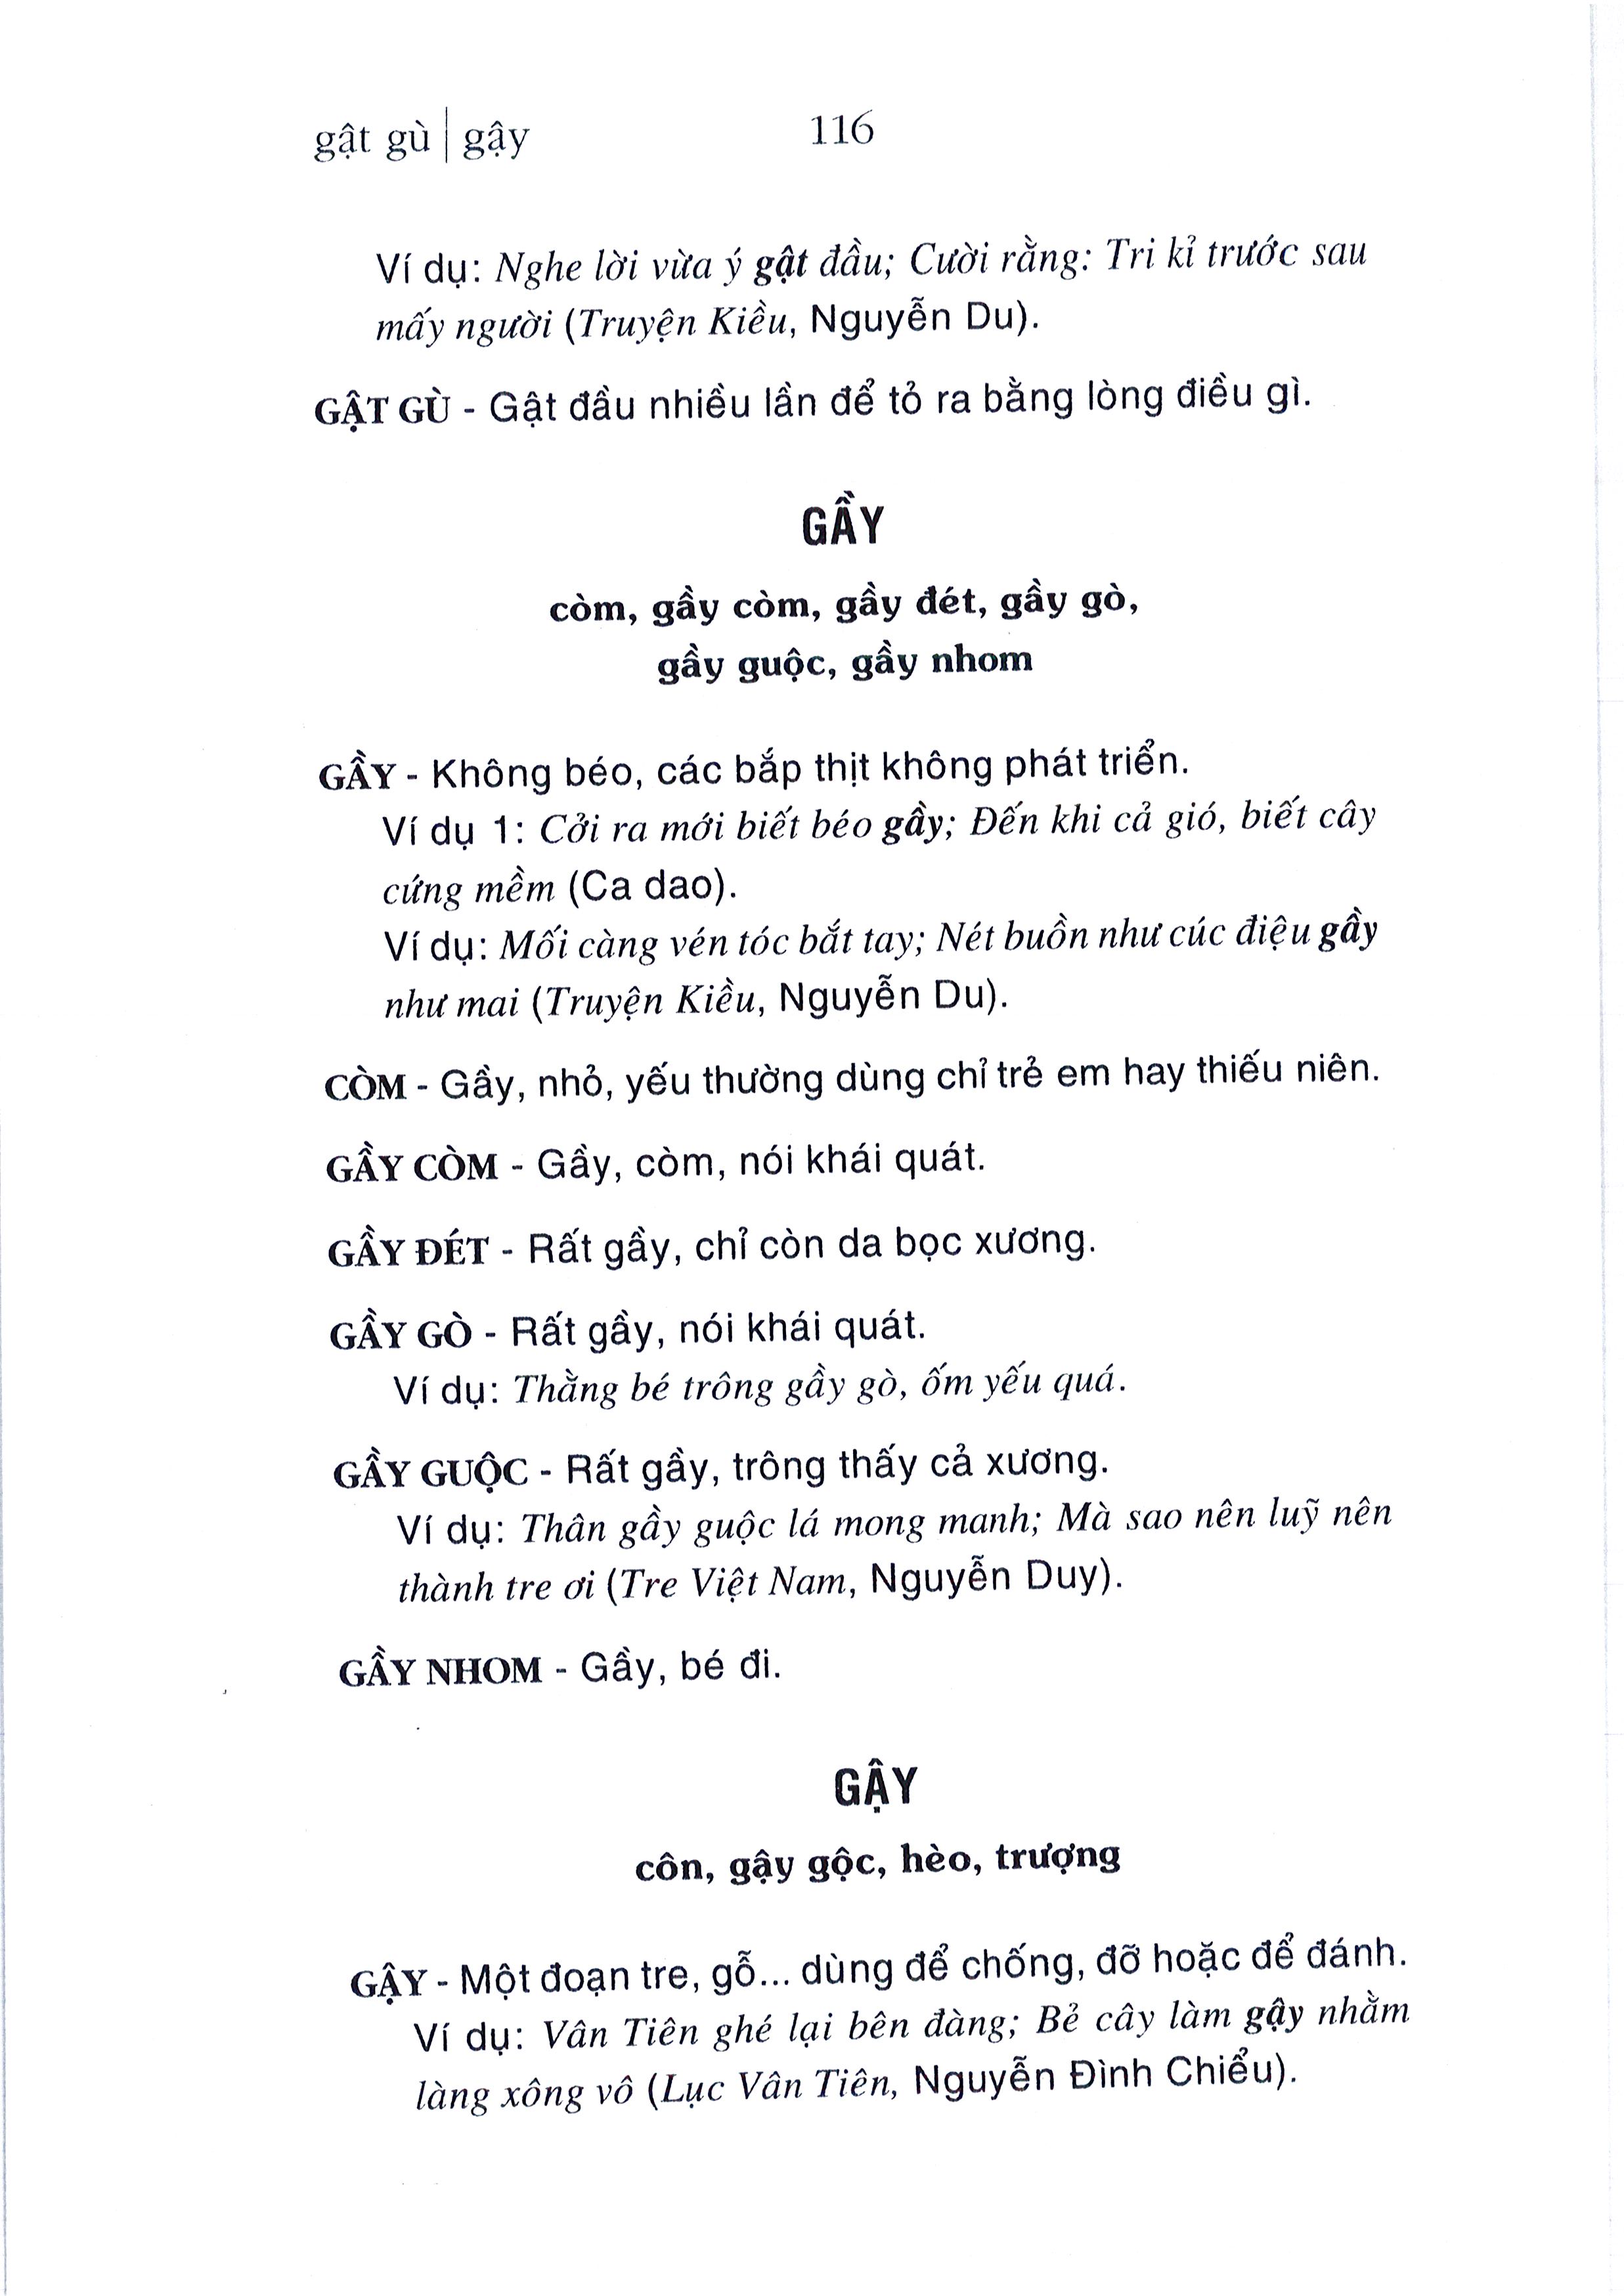 gật gù | gậy
116
Ví dụ: Nghe lời vừa ý gật đầu; Cười rằng: Tri kỉ trước sau
mấy người (Truyện Kiều, Nguyễn Du).
GẬT GÙ - Gật đầu nhiều lần để tỏ ra bằng lòng điều gì.
GẦY
còm, gầy còm, gầy đét, gầy gò,
gầy guộc, gầy nhom
GẦY - Không béo, các bắp thịt không phát triển.
Ví dụ 1: Cởi ra mới biết béo gầy; Đến khi cả gió, biết cây
cứng mềm (Ca dao).
Ví dụ: Mối càng vén tóc bắt tay; Nét buồn như cúc điệu gầy
như mai (Truyện Kiều, Nguyễn Du).
CÒM - Gầy, nhỏ, yếu thường dùng chỉ trẻ em hay thiếu niên.
GẦY CÒM - Gầy, còm, nói khái quát.
GẦY ĐÉT - Rất gầy, chỉ còn da bọc xương.
GẦY GÒ - Rất gầy, nói khái quát.
Ví dụ: Thằng bé trông gầy gò, ốm yếu quá.
GẦY GUỘC - Rất gầy, trông thấy cả xương.
Ví dụ: Thân gầy guộc lá mong manh; Mà sao nên luỹ nên
thành tre ơi (Tre Việt Nam, Nguyễn Duy).
GẦY NHOM - Gầy, bé đi.
GẬY
côn, gậy gộc, hèo, trượng
GẬY - Một đoạn tre, gỗ... dùng để chống, đỡ hoặc để đánh.
Ví dụ: Vân Tiên ghé lại bên đàng; Bẻ cây làm gậy nhằm
làng xông vô (Lục Vân Tiên, Nguyễn Đình Chiểu).